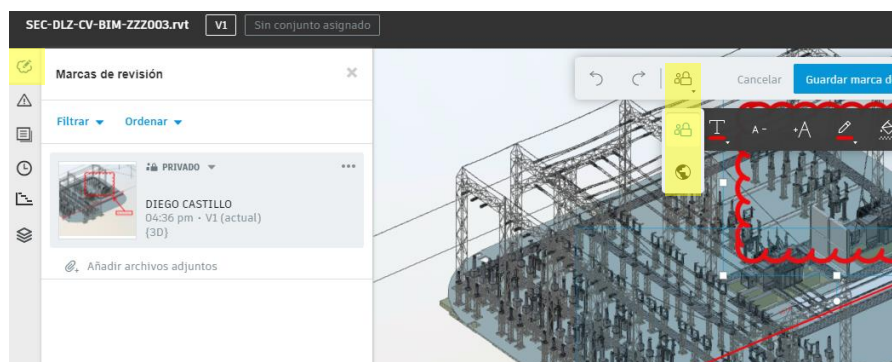 SEC-DLZ-CV-BIM-ZZZ003.rvt V1 Sin conjunto asignado
Marcas de revisión
Cancelar Guardar marca de
Filtrar Ordenar
T A- +A
PRIVADO
DIEGO CASTILLO
04:36 pm · V1 (actual)
{3D}
Añadir archivos adjuntos